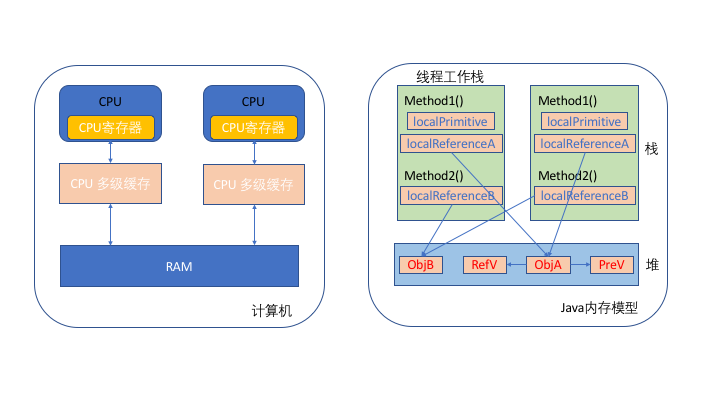 CPU
CPU寄存器
CPU 多级缓存
CPU
CPU寄存器
CPU 多级缓存
RAM
计算机
线程工作栈
Method1()
localPrimitive
localReferenceA
Method2()
localReferenceB
Method1()
localPrimitive
localReferenceA
Method2()
localReferenceB
栈
ObjB
RefV
ObjA
PreV
堆
Java内存模型